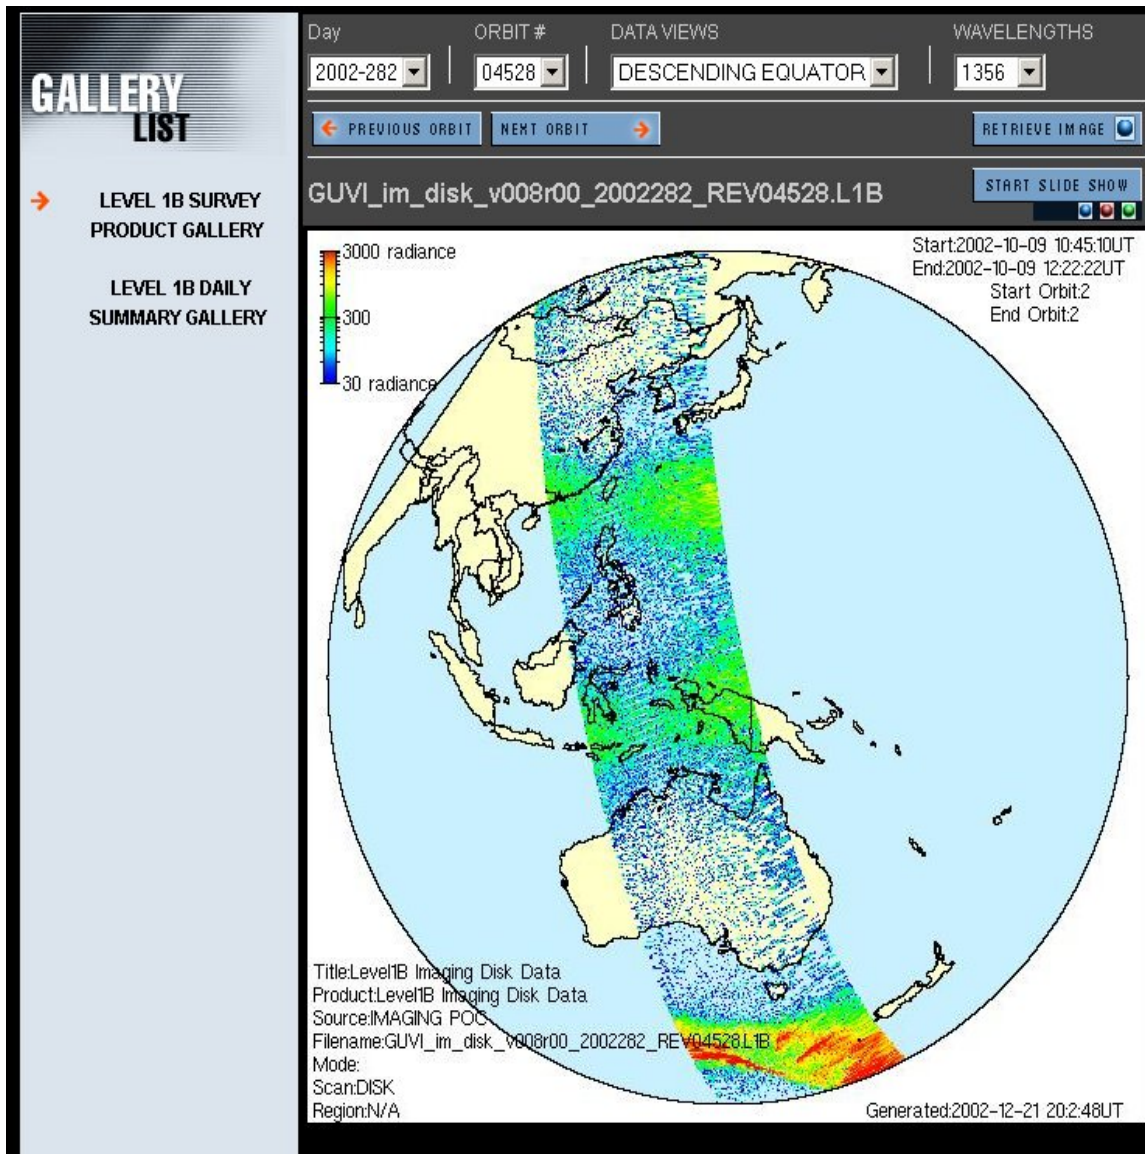 GALLERY
LIST
LEVEL 1B SURVEY
PRODUCT GALLERY
LEVEL 1B DAILY
SUMMARY GALLERY
Day ORBIT # DATA VIEWS WAVELENGTHS
2002-282 04528 DESCENDING EQUATOR 1356
PREVIOUS ORBIT NEXT ORBIT RETRIEVE IMAGE
GUVI_im_disk_v008r00_2002282_REV04528.L1B START SLIDE SHOW
3000 radiance
300
30 radiance
Start:2002-10-09 10:45:10UT
End:2002-10-09 12:22:22UT
Start Orbit:2
End Orbit:2
Title:Level1B Imaging Disk Data
Product:Level1B Imaging Disk Data
Source:IMAGING POC
Filename:GUVI_im_disk_v008r00_2002282_REV04528.L1B
Mode:
Scan:DISK
Region:N/A
Generated:2002-12-21 20:2:48UT